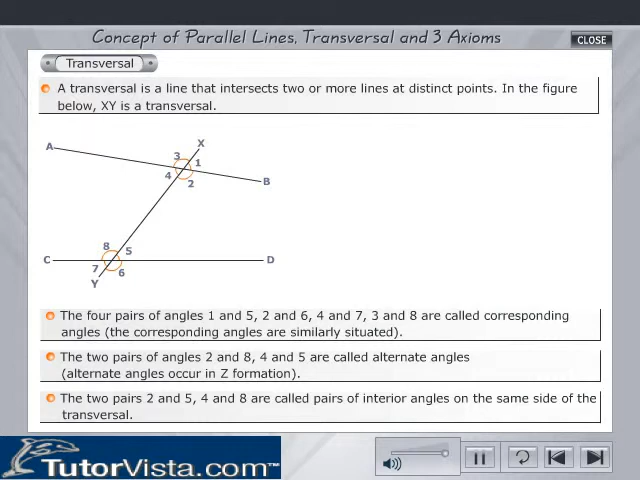 Concept of Parallel Lines, Transversal and 3 Axioms
CLOSE
Transversal
A transversal is a line that intersects two or more lines at distinct points. In the figure
below, XY is a transversal.
X
A
3
1
4
2
B
8
5
C
D
7
6
Y
The four pairs of angles 1 and 5, 2 and 6, 4 and 7, 3 and 8 are called corresponding
angles (the corresponding angles are similarly situated).
The two pairs of angles 2 and 8, 4 and 5 are called alternate angles
(alternate angles occur in Z formation).
The two pairs 2 and 5, 4 and 8 are called pairs of interior angles on the same side of the
transversal.
TutorVista.com™